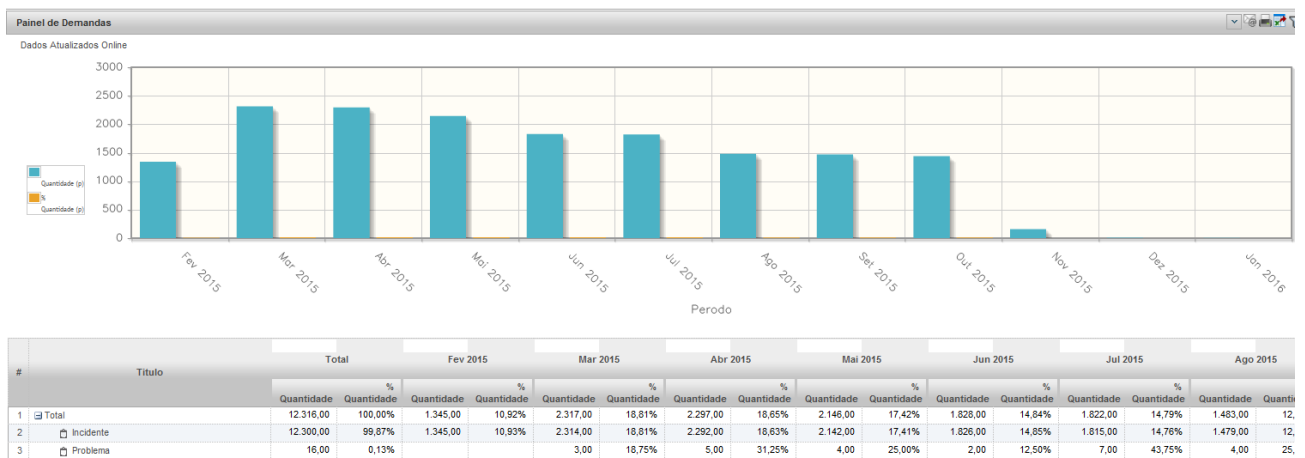 Painel de Demandas
Dados Atualizados Online
3000
2500
2000
1500
1000
500
0
Quantidade (p)
%
Quantidade (p)
Fev 2015
Mar 2015
Abr 2015
Mai 2015
Jun 2015
Jul 2015
Ago 2015
Set 2015
Out 2015
Nov 2015
Dez 2015
Jan 2016
Perodo
# Titulo Total Fev 2015 Mar 2015 Abr 2015 Mai 2015 Jun 2015 Jul 2015 Ago 2015
% % % % % % %
Quantidade Quantidade Quantidade Quantidade Quantidade Quantidade Quantidade Quantidade Quantidade Quantidade Quantidade Quantidade Quantidade Quantidade Quantidade Quanti
1 Total 12.316,00 100,00% 1.345,00 10,92% 2.317,00 18,81% 2.297,00 18,65% 2.146,00 17,42% 1.828,00 14,84% 1.822,00 14,79% 1.483,00 12,
2 Incidente 12.300,00 99,87% 1.345,00 10,93% 2.314,00 18,81% 2.292,00 18,63% 2.142,00 17,41% 1.826,00 14,85% 1.815,00 14,76% 1.479,00 12,
3 Problema 16,00 0,13% 3,00 18,75% 5,00 31,25% 4,00 25,00% 2,00 12,50% 7,00 43,75% 4,00 25,